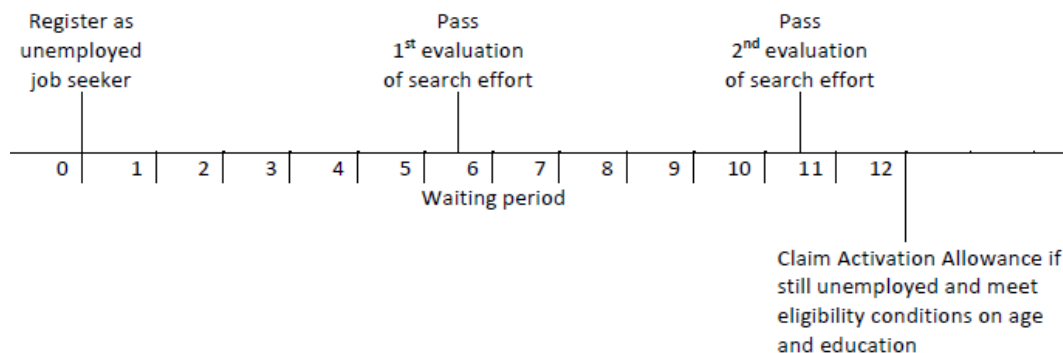 Register as
unemployed
job seeker
Pass
1st evaluation
of search effort
Pass
2nd evaluation
of search effort
0 1 2 3 4 5 6 7 8 9 10 11 12
Waiting period
Claim Activation Allowance if
still unemployed and meet
eligibility conditions on age
and education